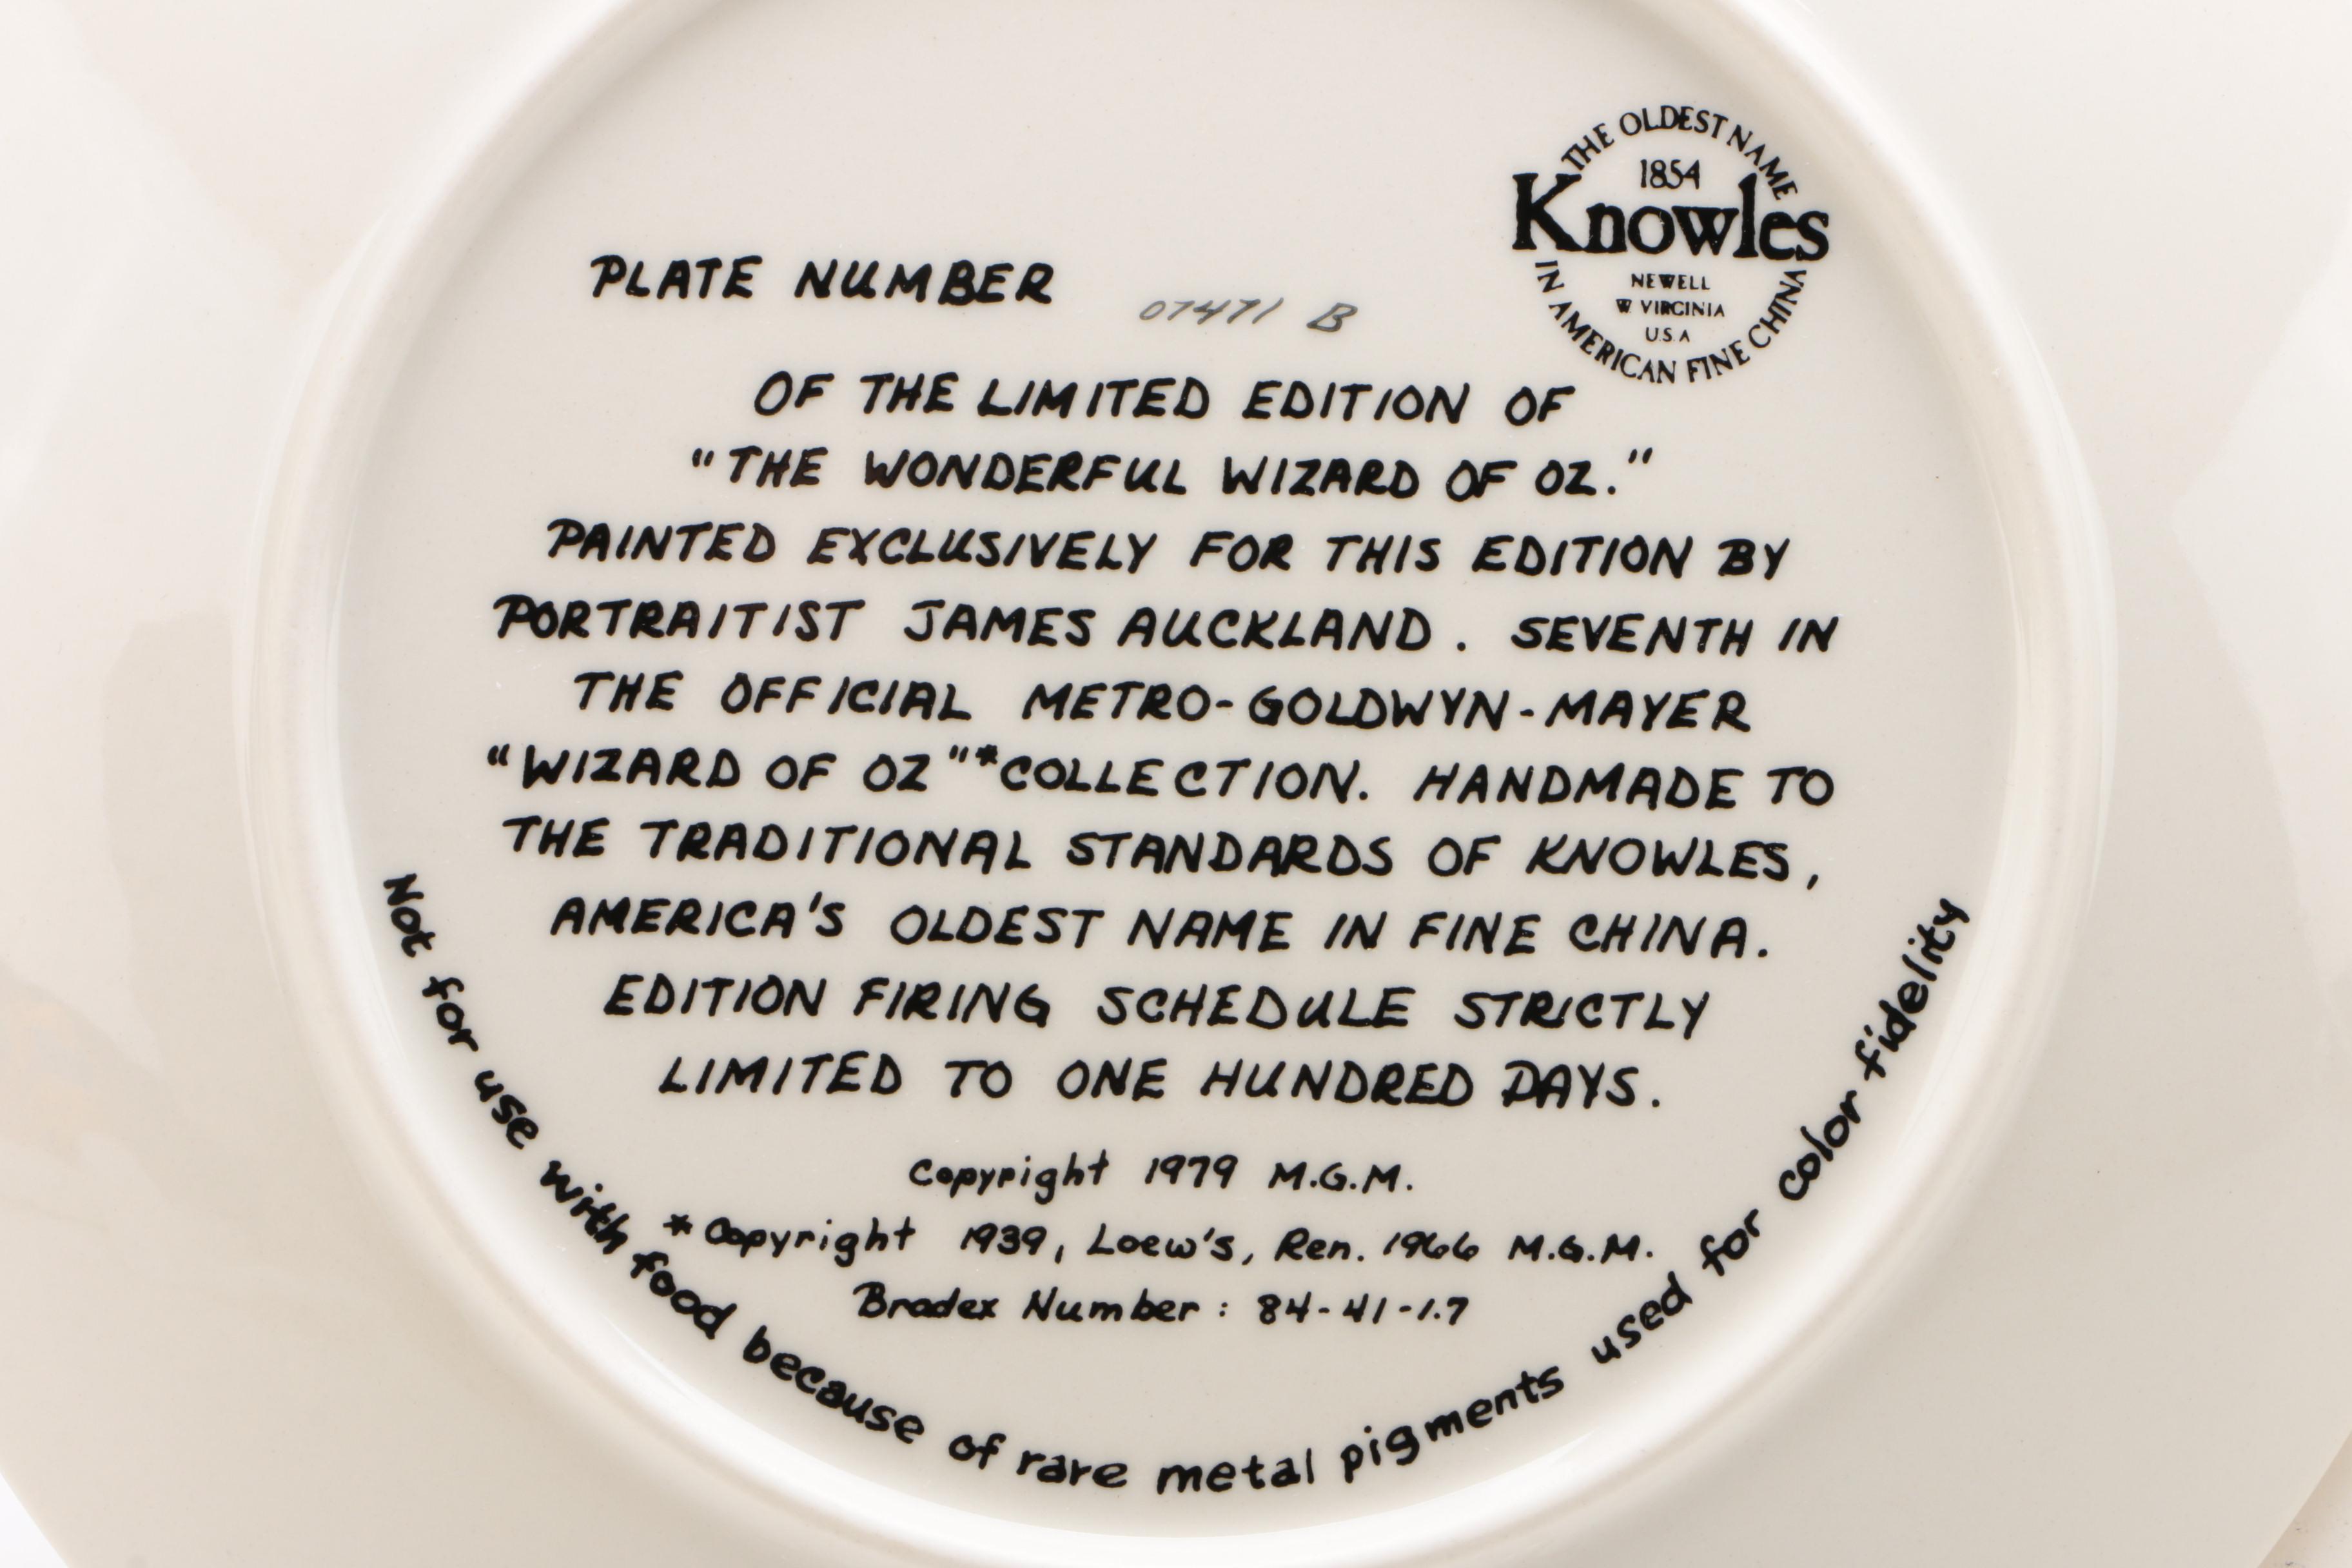 THE OLDEST NAME
1854
Knowles
NEWELL
W VIRGINIA
U.S.A
IN AMERICAN FINE CHINA
PLATE NUMBER 07471 B
OF THE LIMITED EDITION OF
"THE WONDERFUL WIZARD OF OZ."
PAINTED EXCLUSIVELY FOR THIS EDITION BY
PORTRAITIST JAMES AUCKLAND. SEVENTH IN
THE OFFICIAL METRO-GOLDWYN-MAYER
"WIZARD OF OZ"* COLLECTION. HANDMADE TO
THE TRADITIONAL STANDARDS OF KNOWLES,
AMERICA'S OLDEST NAME IN FINE CHINA.
EDITION FIRING SCHEDULE STRICTLY
LIMITED TO ONE HUNDRED DAYS.
Copyright 1979 M.G.M.
*Copyright 1939, Loew's, Ren. 1966 M.G.M.
Bradex Number: 84-41-1.7
Not for use with food because of rare metal pigments used for color fidelity